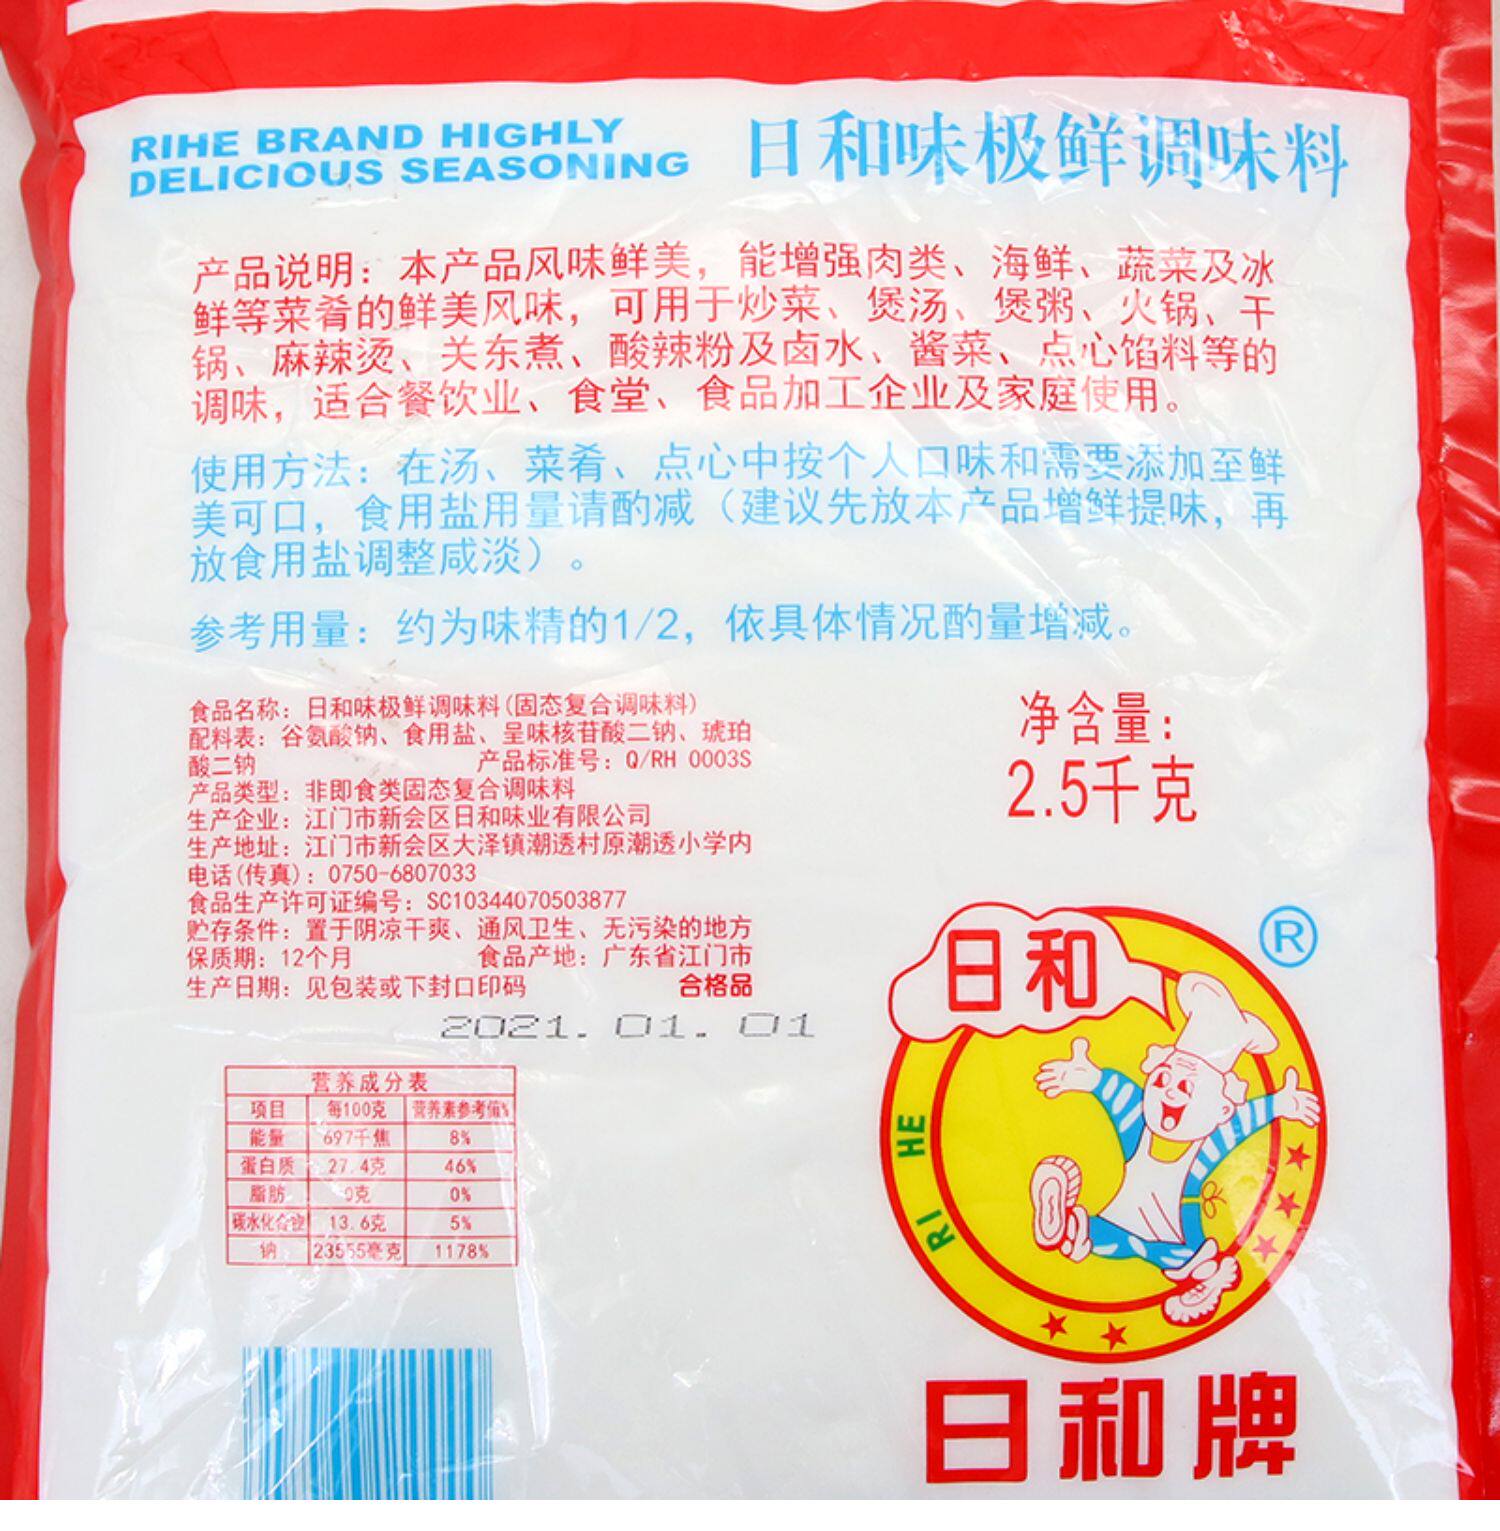 RIHE BRAND HIGHLY
DELICIOUS SEASONING
日和味极鲜调味料
产品说明：本产品风味鲜美，能增强肉类、海鲜、蔬菜及冰
鲜等菜肴的鲜美风味，可用于炒菜、煲汤、煲粥、火锅、干
锅、麻辣烫、关东煮、酸辣粉及卤水、酱菜、点心馅料等的
调味，适合餐饮业、食堂、食品加工企业及家庭使用。
使用方法：在汤、菜肴、点心中按个人口味和需要添加至鲜
美可口，食用盐用量请酌减（建议先放本产品增鲜提味，再
放食用盐调整咸淡）。
参考用量：约为味精的1/2，依具体情况酌量增减。
食品名称：日和味极鲜调味料(固态复合调味料)
配料表：谷氨酸钠、食用盐、呈味核苷酸二钠、琥珀
酸二钠 产品标准号：Q/RH 0003S
产品类型：非即食类固态复合调味料
生产企业：江门市新会区日和味业有限公司
生产地址：江门市新会区大泽镇潮透村原潮透小学内
电话(传真)：0750-6807033
食品生产许可证编号：SC10344070503877
贮存条件：置于阴凉干爽、通风卫生、无污染的地方
保质期：12个月 食品产地：广东省江门市
生产日期：见包装或下封口印码 合格品
2021.01.01
净含量：
2.5千克
营养成分表
项目 每100克 营养素参考值%
能量 697千焦 8%
蛋白质 27.4克 46%
脂肪 0克 0%
碳水化合物 13.6克 5%
钠 23555毫克 1178%
日和
®
RI HE
日和牌